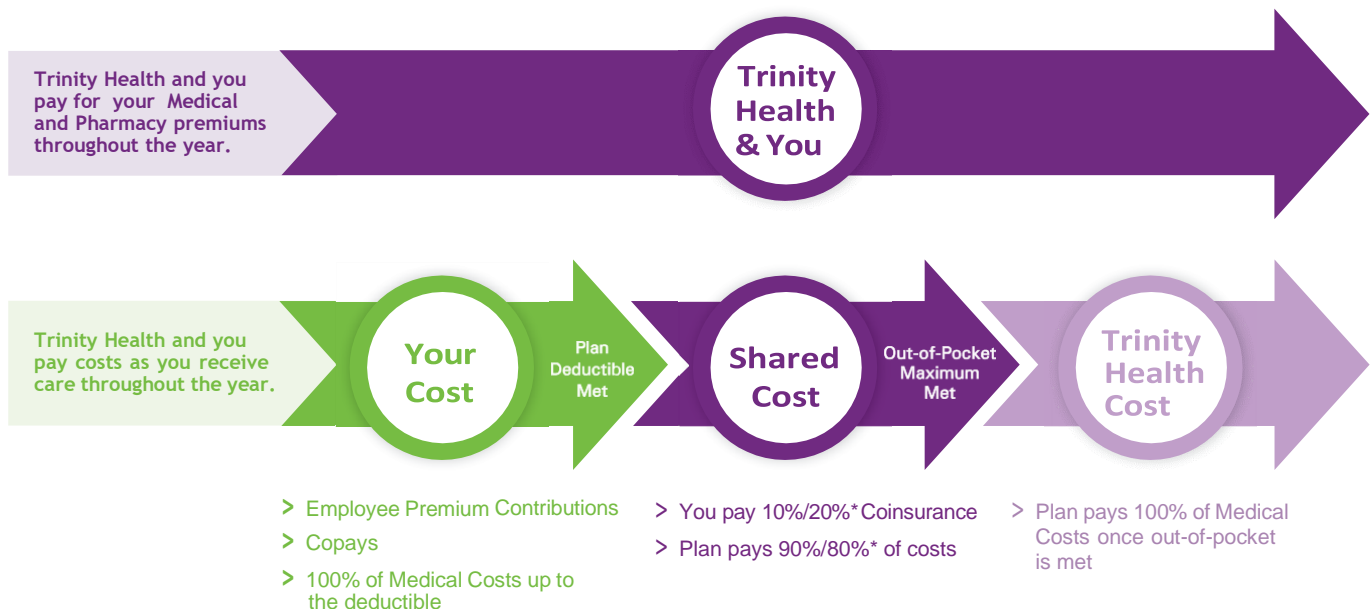 Trinity Health and you
pay for your Medical
and Pharmacy premiums
throughout the year.
Trinity
Health
& You
Trinity Health and you
pay costs as you receive
care throughout the year.
Your
Cost
Plan
Deductible
Met
Shared
Cost
Out-of-Pocket
Maximum
Met
Trinity
Health
Cost
> Employee Premium Contributions
> Copays
> 100% of Medical Costs up to
the deductible
> You pay 10%/20%* Coinsurance
> Plan pays 90%/80%* of costs
> Plan pays 100% of Medical
Costs once out-of-pocket
is met